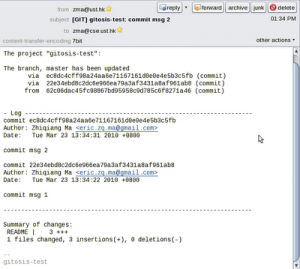 reply forward archive junk delete
from zma@ust.hk
subject [GIT] gitosis-test: commit msg 2 01:34 PM
to zma@cse.ust.hk
content-transfer-encoding 7bit other actions
The project "gitosis-test":
The branch, master has been updated
via ec8dc4cff98a24aa6e71167161d0e0e4e5b3c5fb (commit)
via 22e34ebd8c2dc6e966ea70a3af3431a8af961ab8 (commit)
from 62c06dac45fc98867bd95958c9d785c6f8271a46 (commit)
- Log -----------------------------------------------------------------
commit ec8dc4cff98a24aa6e71167161d0e0e4e5b3c5fb
Author: Zhiqiang Ma <eric.zq.ma@gmail.com>
Date: Tue Mar 23 13:34:31 2010 +0800
commit msg 2
commit 22e34ebd8c2dc6e966ea70a3af3431a8af961ab8
Author: Zhiqiang Ma <eric.zq.ma@gmail.com>
Date: Tue Mar 23 13:34:22 2010 +0800
commit msg 1
-----------------------------------------------------------------------
Summary of changes:
README | 3 +++
1 files changed, 3 insertions(+), 0 deletions(-)
--
gitosis-test